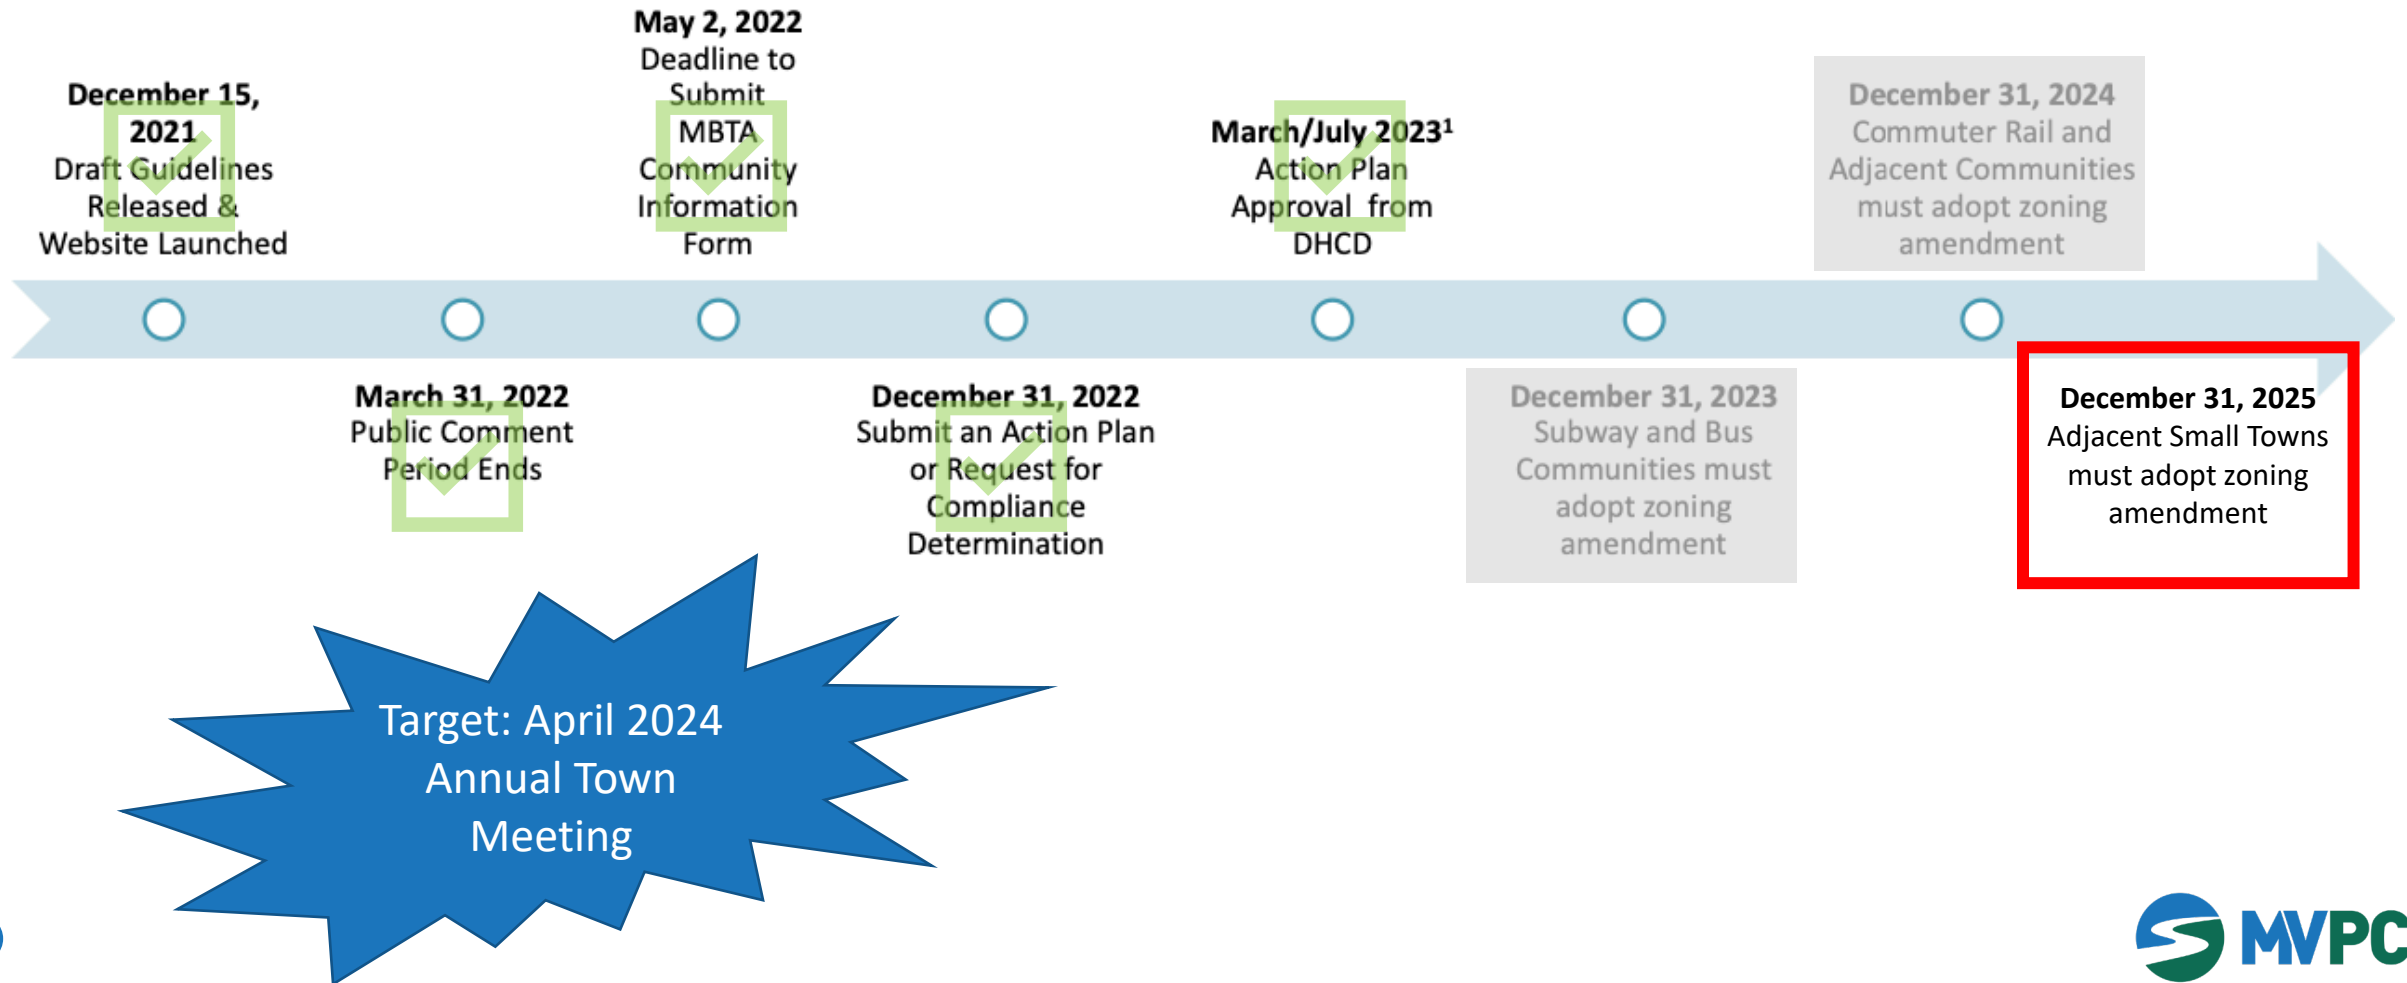 December 15,
2021
Draft Guidelines
Released &
Website Launched
March 31, 2022
Public Comment
Period Ends
May 2, 2022
Deadline to
Submit
MBTA
Community
Information
Form
December 31, 2022
Submit an Action Plan
or Request for
Compliance
Determination
March/July 2023¹
Action Plan
Approval from
DHCD
December 31, 2023
Subway and Bus
Communities must
adopt zoning
amendment
December 31, 2024
Commuter Rail and
Adjacent Communities
must adopt zoning
amendment
December 31, 2025
Adjacent Small Towns
must adopt zoning
amendment
Target: April 2024
Annual Town
Meeting
MVPC